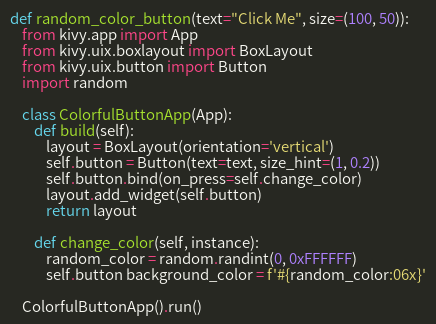 def random_color_button(text="Click Me", size=(100, 50)):
    from kivy.app import App
    from kivy.uix.boxlayout import BoxLayout
    from kivy.uix.button import Button
    import random

    class ColorfulButtonApp(App):
        def build(self):
            layout = BoxLayout(orientation='vertical')
            self.button = Button(text=text, size_hint=(1, 0.2))
            self.button.bind(on_press=self.change_color)
            layout.add_widget(self.button)
            return layout

        def change_color(self, instance):
            random_color = random.randint(0, 0xFFFFFF)
            self.button background_color = f'#{random_color:06x}'

    ColorfulButtonApp().run()